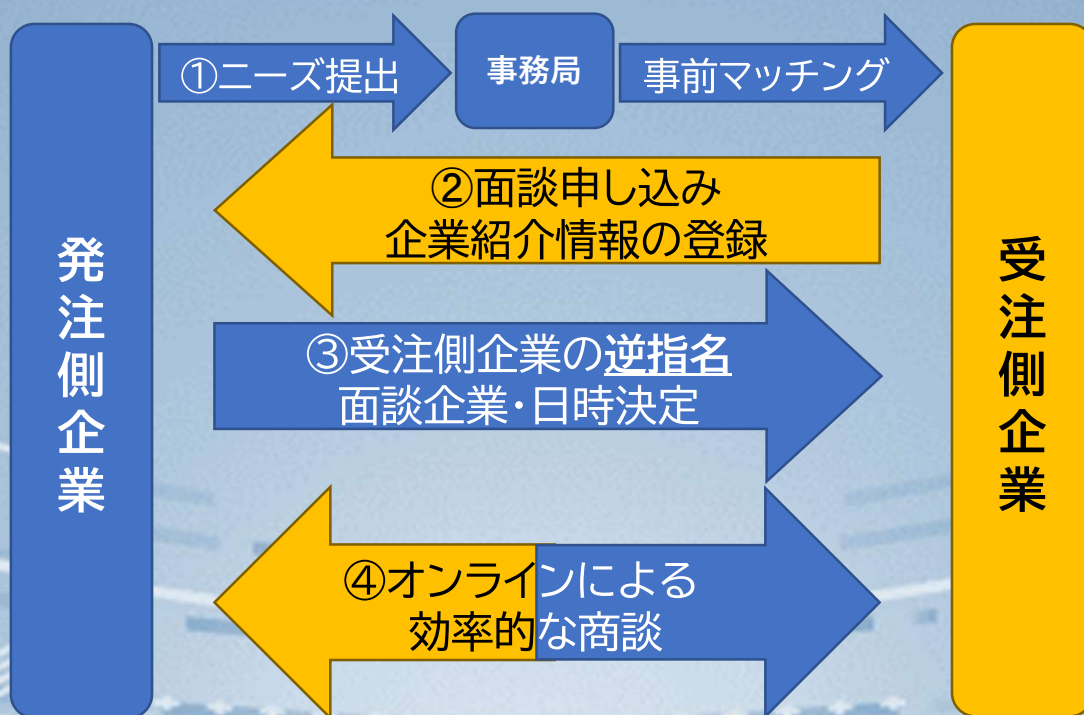 ①ニーズ提出
事務局
事前マッチング
②面談申し込み
企業紹介情報の登録
発注側企業
受注側企業
③受注側企業の逆指名
面談企業・日時決定
④オンラインによる
効率的な商談